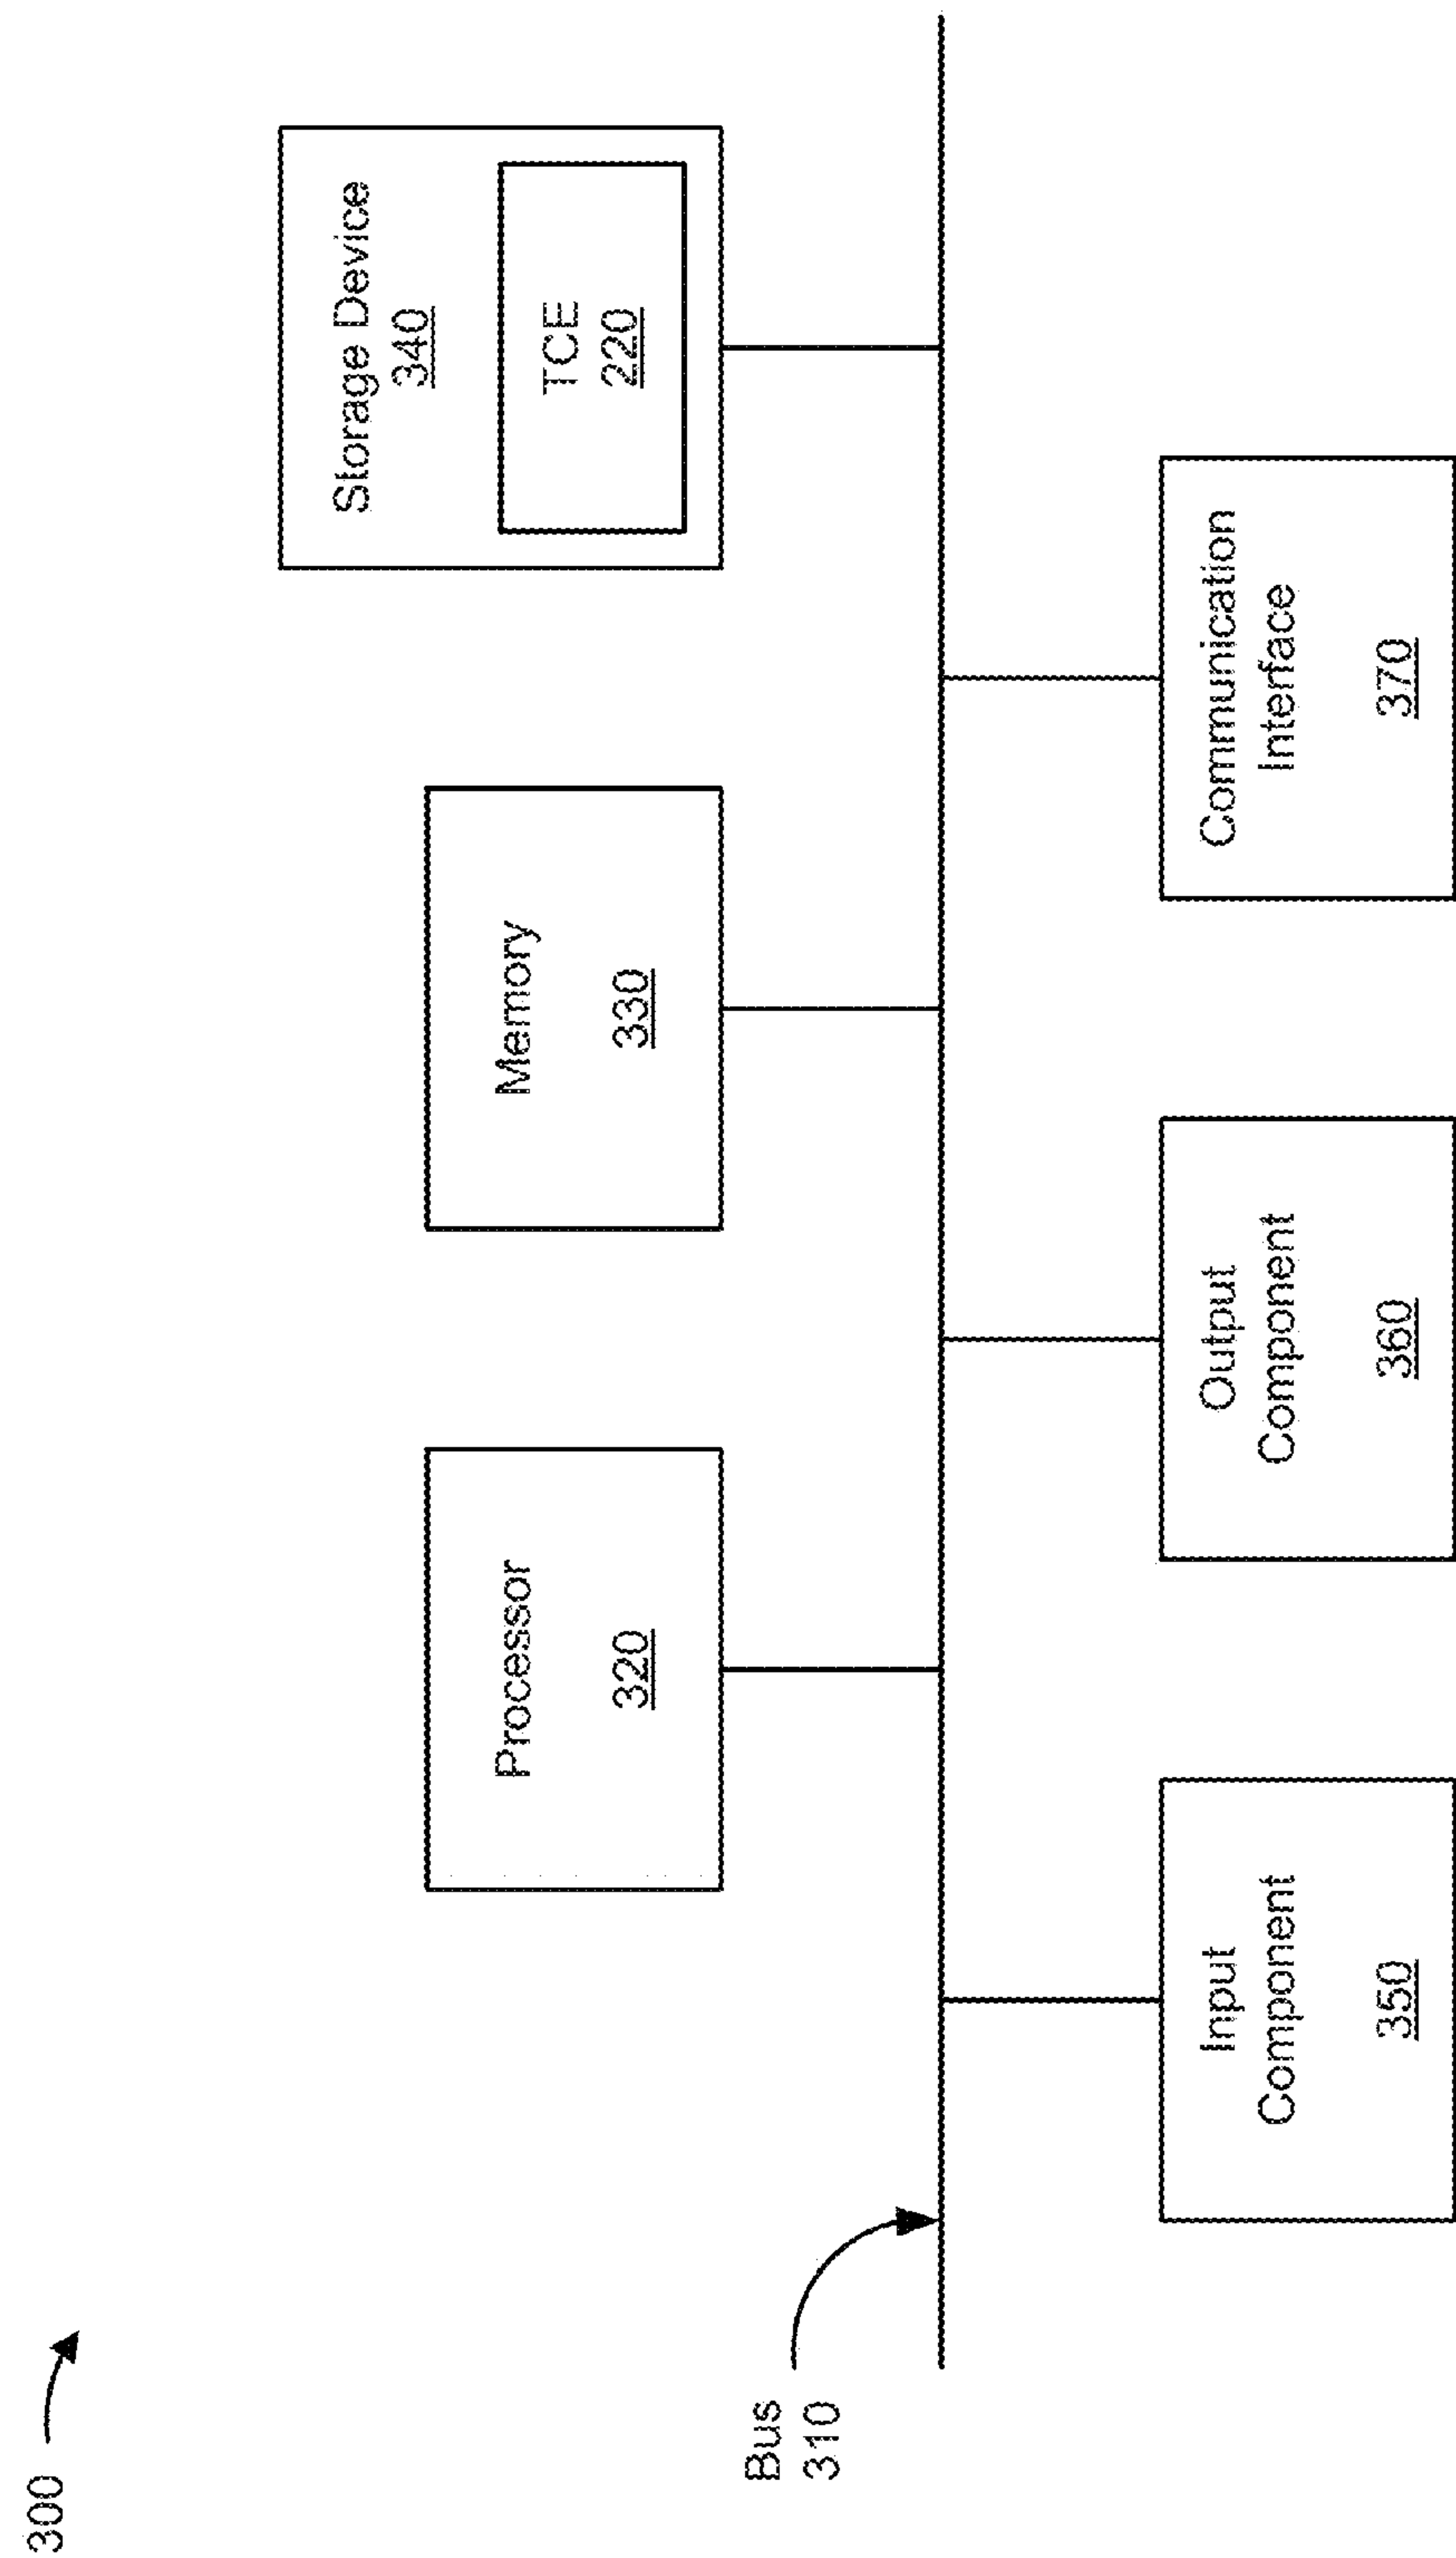 300
Storage Device
340
TCE
220
Memory
330
Processor
320
Bus
310
Input
Component
350
Output
Component
360
Communication
Interface
370